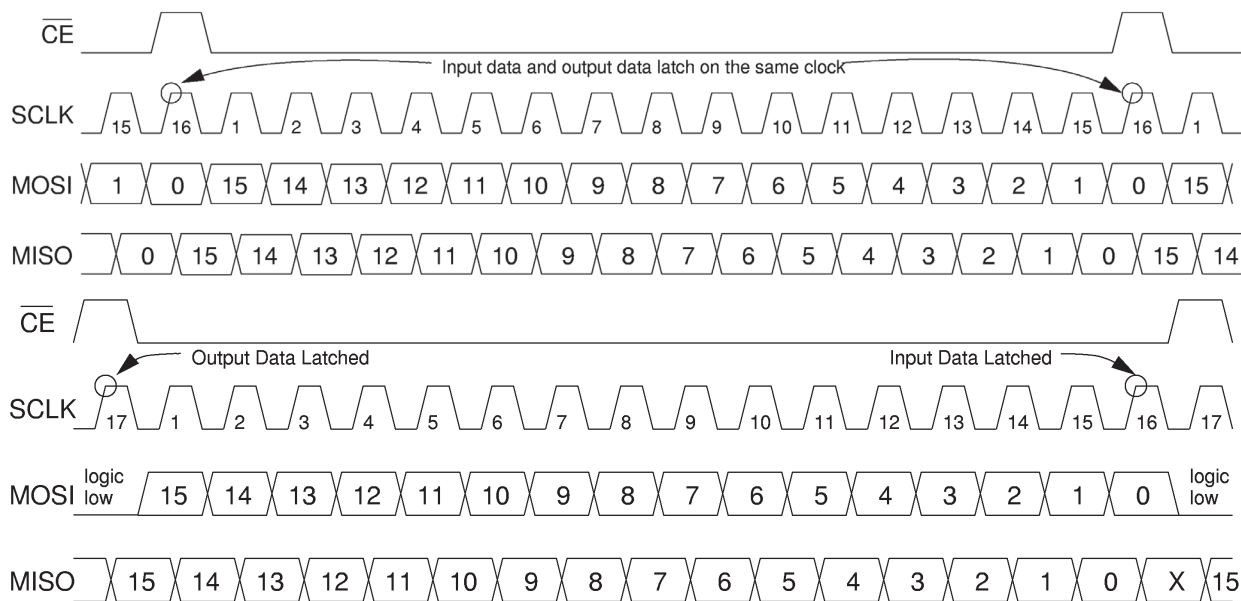 CE
Input data and output data latch on the same clock
SCLK 15 16 1 2 3 4 5 6 7 8 9 10 11 12 13 14 15 16 1
MOSI 1 0 15 14 13 12 11 10 9 8 7 6 5 4 3 2 1 0 15
MISO 0 15 14 13 12 11 10 9 8 7 6 5 4 3 2 1 0 15 14
CE
Output Data Latched Input Data Latched
SCLK 17 1 2 3 4 5 6 7 8 9 10 11 12 13 14 15 16 17
MOSI logic low 15 14 13 12 11 10 9 8 7 6 5 4 3 2 1 0 logic low
MISO 15 14 13 12 11 10 9 8 7 6 5 4 3 2 1 0 X 15